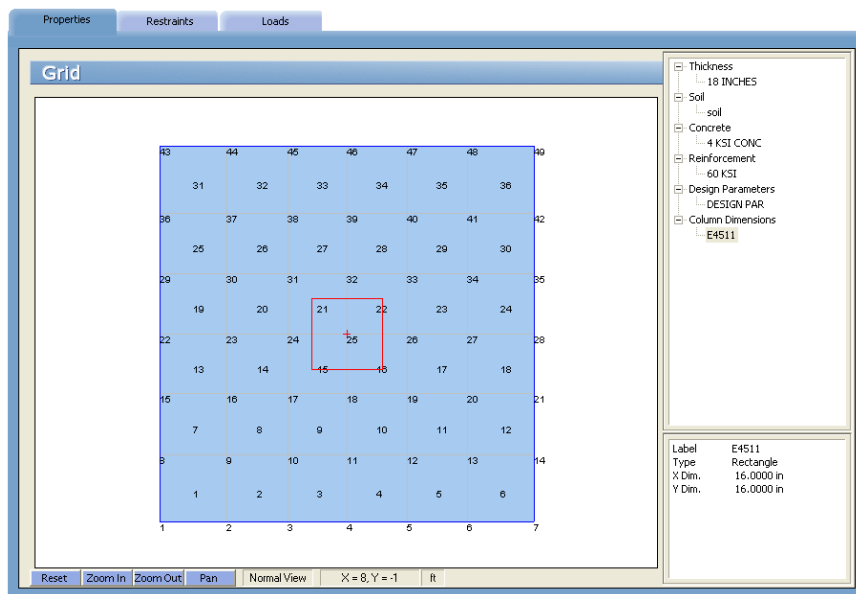 Properties Restraints Loads
Grid
43 44 45 46 47 48 49
31 32 33 34 35 36
36 37 38 39 40 41 42
25 26 27 28 29 30
29 30 31 32 33 34 35
19 20 21 22 23 24
22 23 24 25 26 27 28
13 14 15 16 17 18
15 16 17 18 19 20 21
7 8 9 10 11 12
8 9 10 11 12 13 14
1 2 3 4 5 6
1 2 3 4 5 6 7
Reset Zoom In Zoom Out Pan Normal View X = 8, Y = -1 ft
Thickness
18 INCHES
Soil
soil
Concrete
4 KSI CONC
Reinforcement
60 KSI
Design Parameters
DESIGN PAR
Column Dimensions
E4511
Label E4511
Type Rectangle
X Dim. 16.0000 in
Y Dim. 16.0000 in